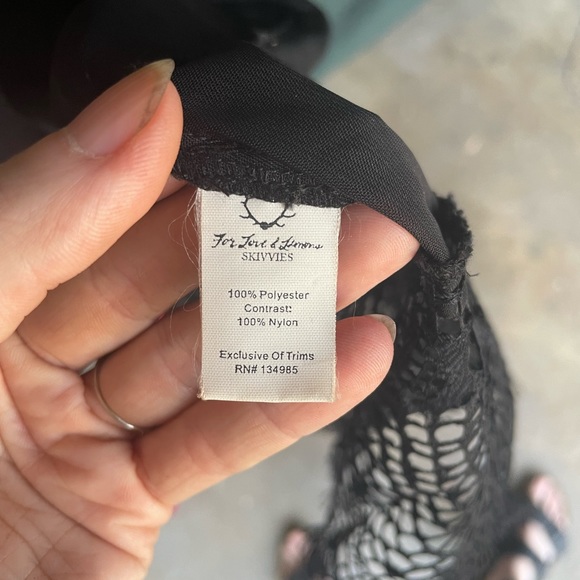 For Love & Lemons
SKIVVIES
100% Polyester
Contrast:
100% Nylon
Exclusive Of Trims
RN# 134985